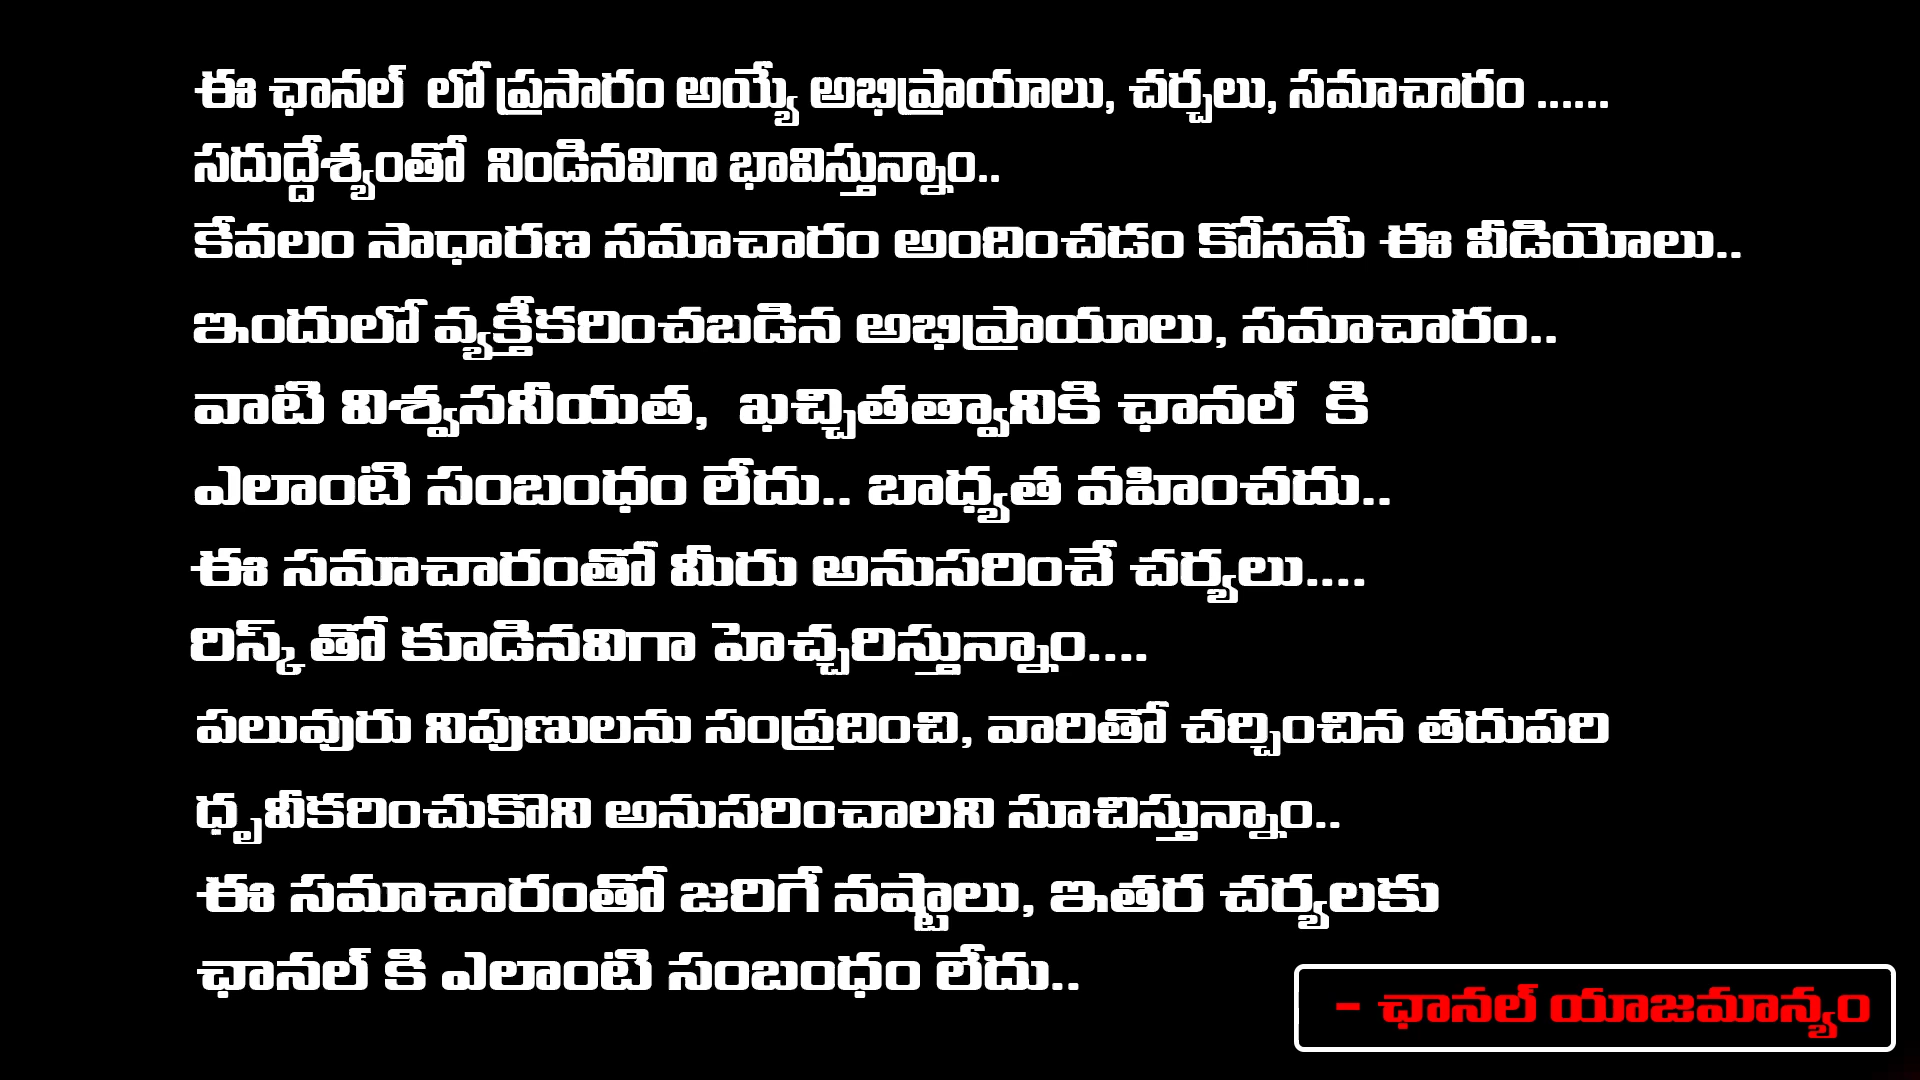 ఈ ఛానల్ లో ప్రసారం అయ్యే అభిప్రాయాలు, చర్చలు, సమాచారం ......
సదుద్దేశ్యంతో నిండినవిగా భావిస్తున్నాం..
కేవలం సాధారణ సమాచారం అందించడం కోసమే ఈ వీడియోలు..
ఇందులో వ్యక్తీకరించబడిన అభిప్రాయాలు, సమాచారం..
వాటి విశ్వసనీయత, ఖచ్చితత్వానికి ఛానల్ కి
ఎలాంటి సంబంధం లేదు.. బాధ్యత వహించదు..
ఈ సమాచారంతో మీరు అనుసరించే చర్యలు....
రిస్క్ తో కూడినవిగా హెచ్చరిస్తున్నాం....
పలువురు నిపుణులను సంప్రదించి, వారితో చర్చించిన తదుపరి
ధృవీకరించుకొని అనుసరించాలని సూచిస్తున్నాం..
ఈ సమాచారంతో జరిగే నష్టాలు, ఇతర చర్యలకు
ఛానల్ కి ఎలాంటి సంబంధం లేదు..
- ఛానల్ యాజమాన్యం